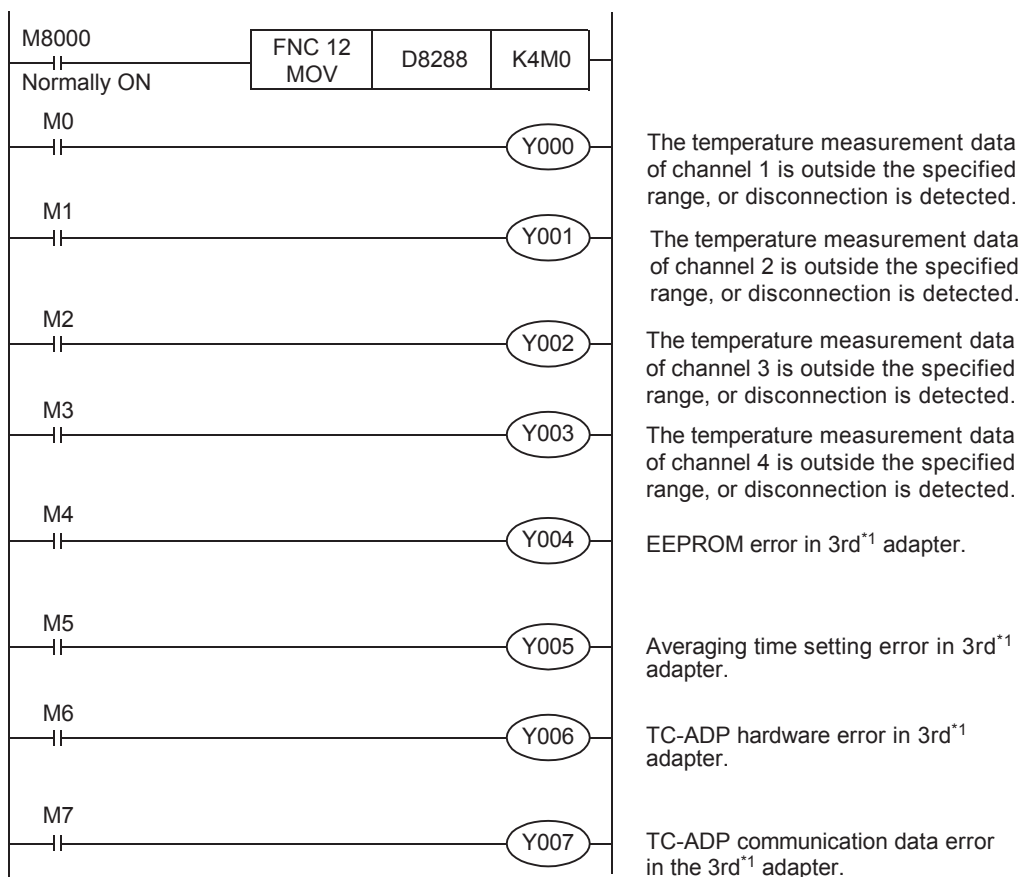 M8000
FNC 12
MOV
D8288
K4M0
Normally ON
M0
Y000
The temperature measurement data
of channel 1 is outside the specified
range, or disconnection is detected.
M1
Y001
The temperature measurement data
of channel 2 is outside the specified
range, or disconnection is detected.
M2
Y002
The temperature measurement data
of channel 3 is outside the specified
range, or disconnection is detected.
M3
Y003
The temperature measurement data
of channel 4 is outside the specified
range, or disconnection is detected.
M4
Y004
EEPROM error in 3rd*1 adapter.
M5
Y005
Averaging time setting error in 3rd*1
adapter.
M6
Y006
TC-ADP hardware error in 3rd*1
adapter.
M7
Y007
TC-ADP communication data error
in the 3rd*1 adapter.